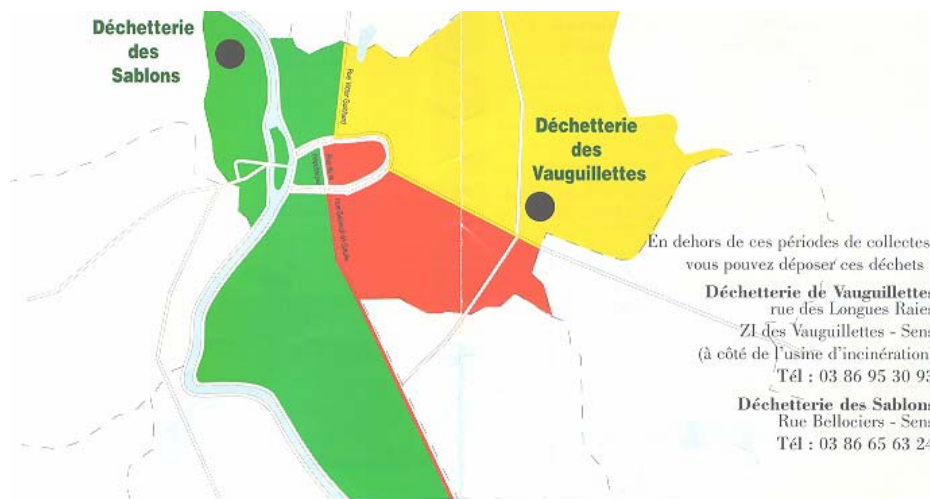 Déchetterie
des
Sablons
Déchetterie
des
Vauguillettes
En dehors de ces périodes de collectes
vous pouvez déposer ces déchets
Déchetterie de Vauguillettes
rue des Longues Raies
ZI des Vauguillettes - Sens
(à côté de l'usine d'incinération
Tél : 03 86 95 30 93
Déchetterie des Sablons
Rue Bellociers - Sens
Tél : 03 86 65 63 24